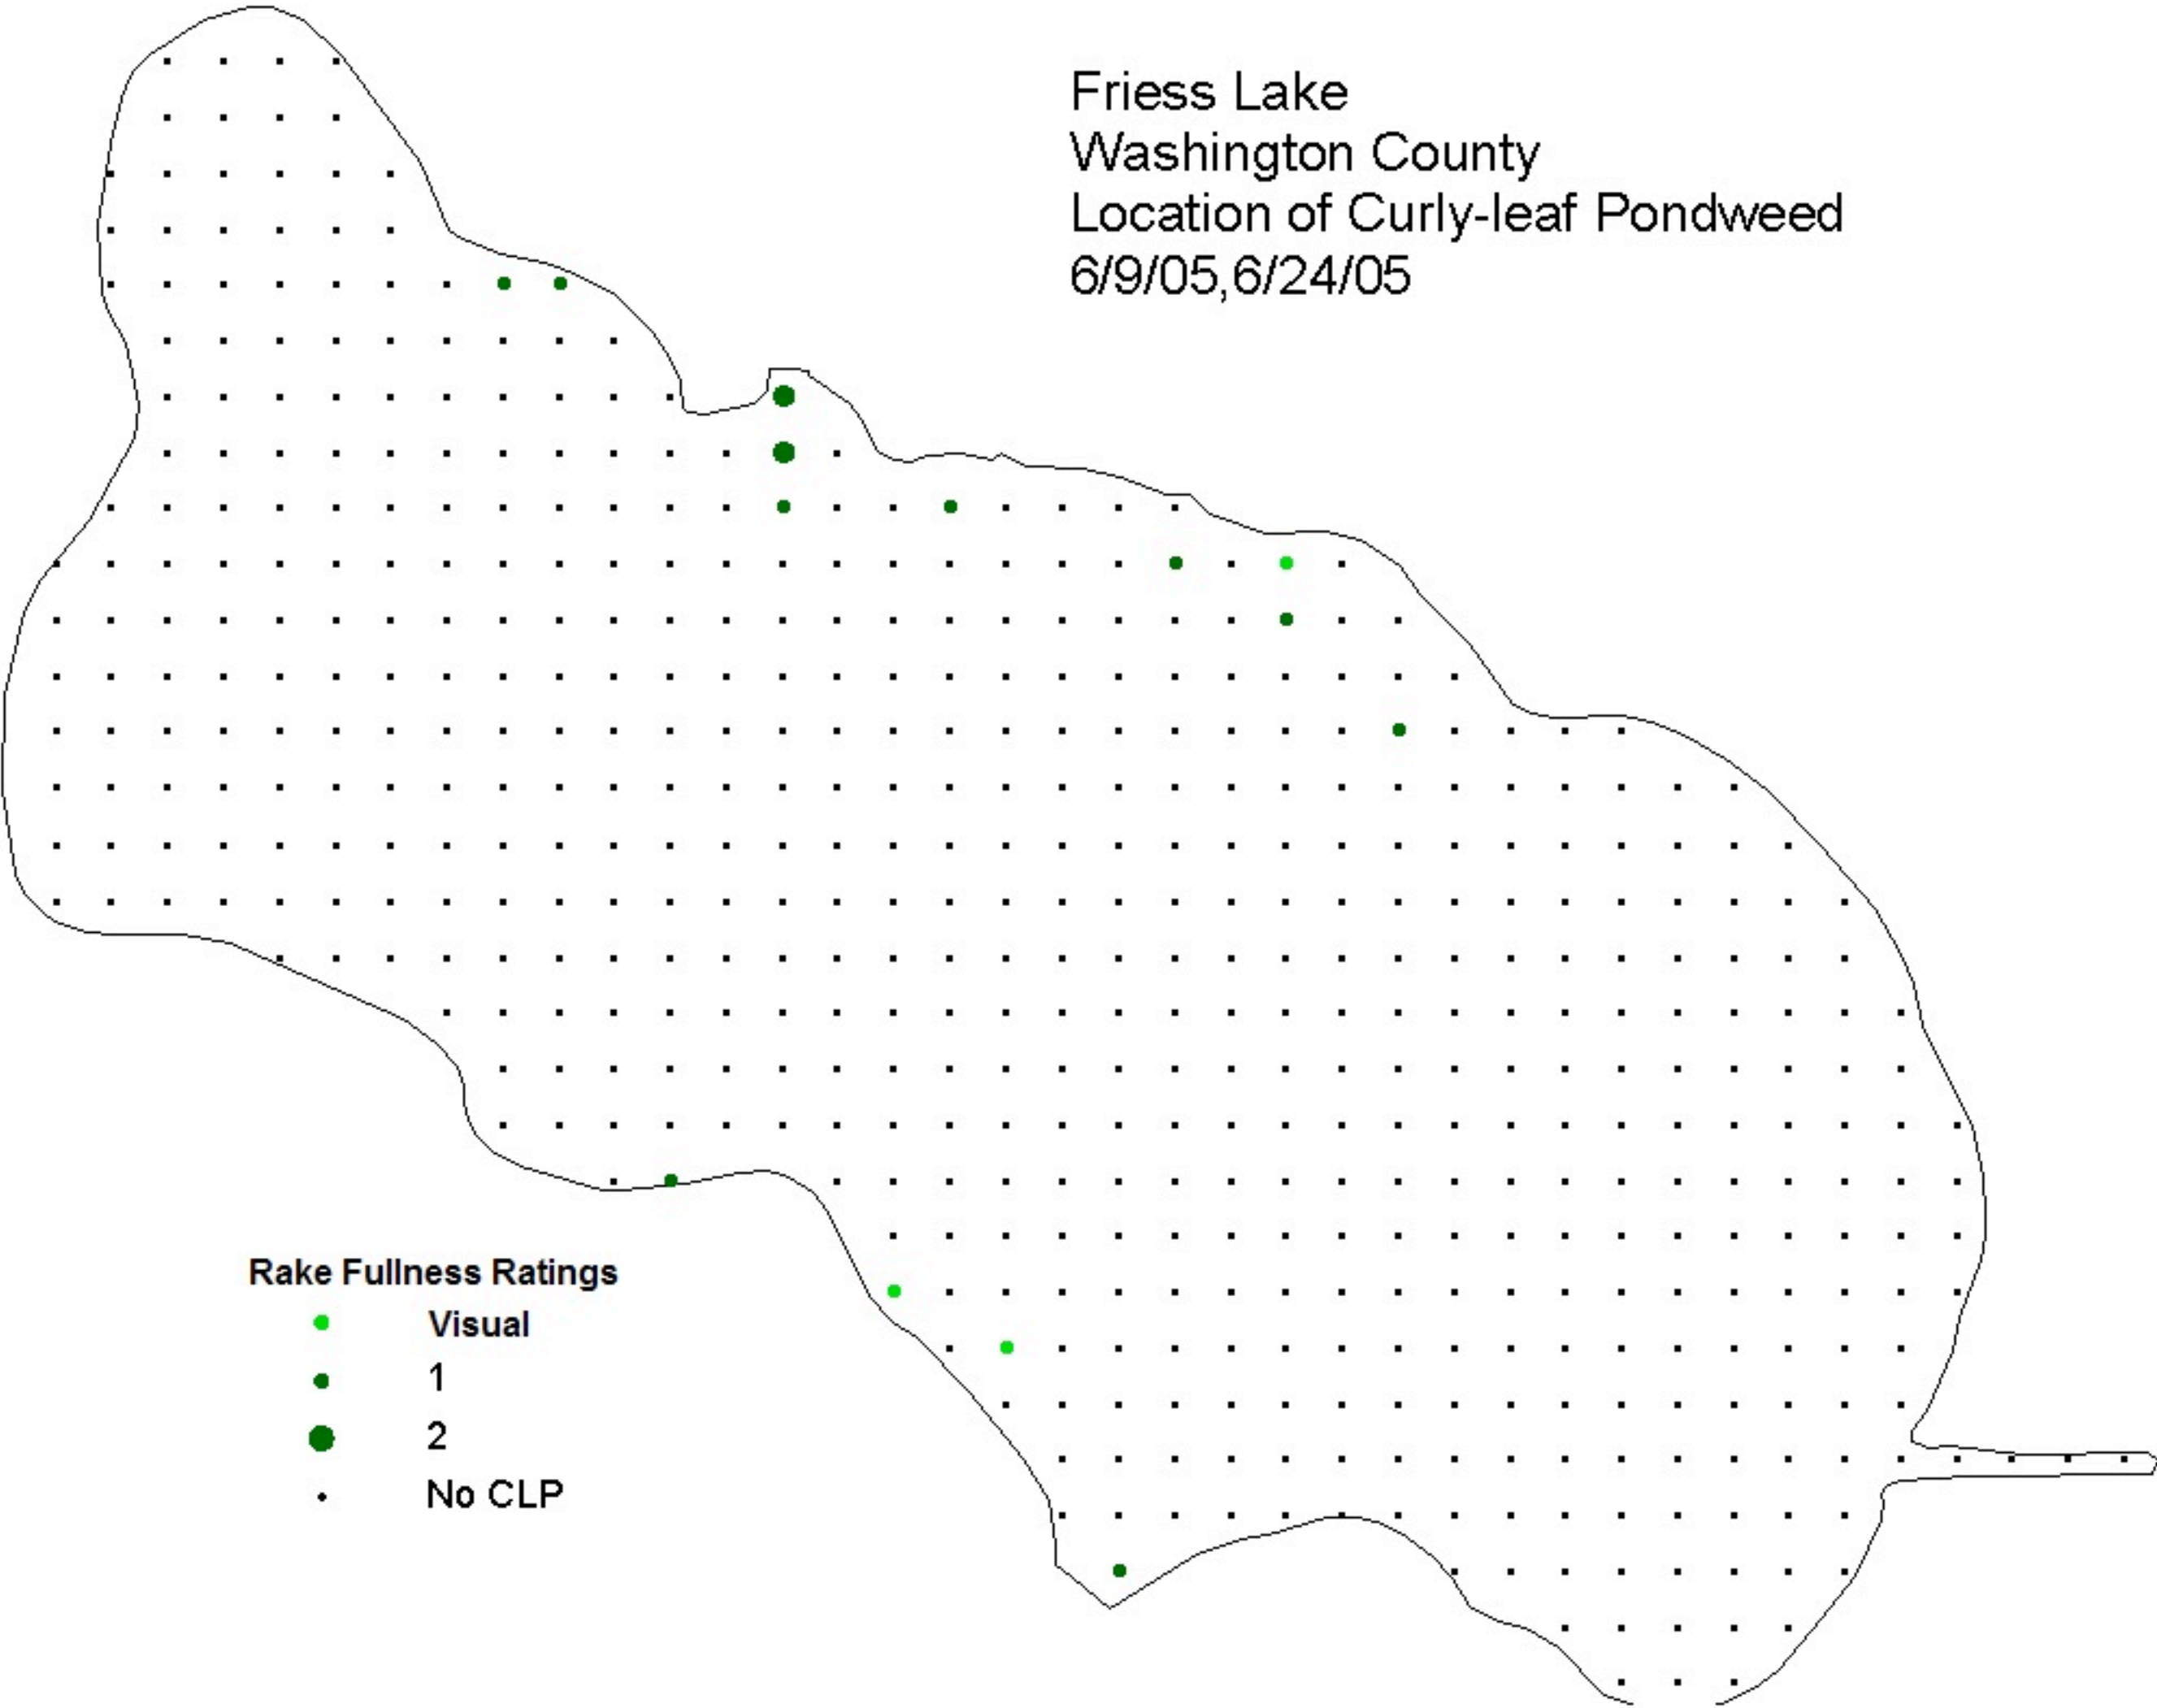 Friess Lake
Washington County
Location of Curly-leaf Pondweed
6/9/05,6/24/05
Rake Fullness Ratings
Visual
1
2
No CLP